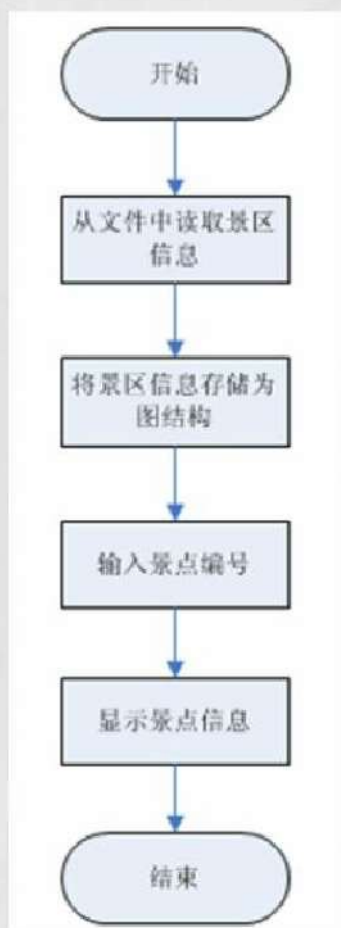 开始
从文件中读取景区
信息
将景区信息存储为
图结构
输入景点编号
显示景点信息
结束